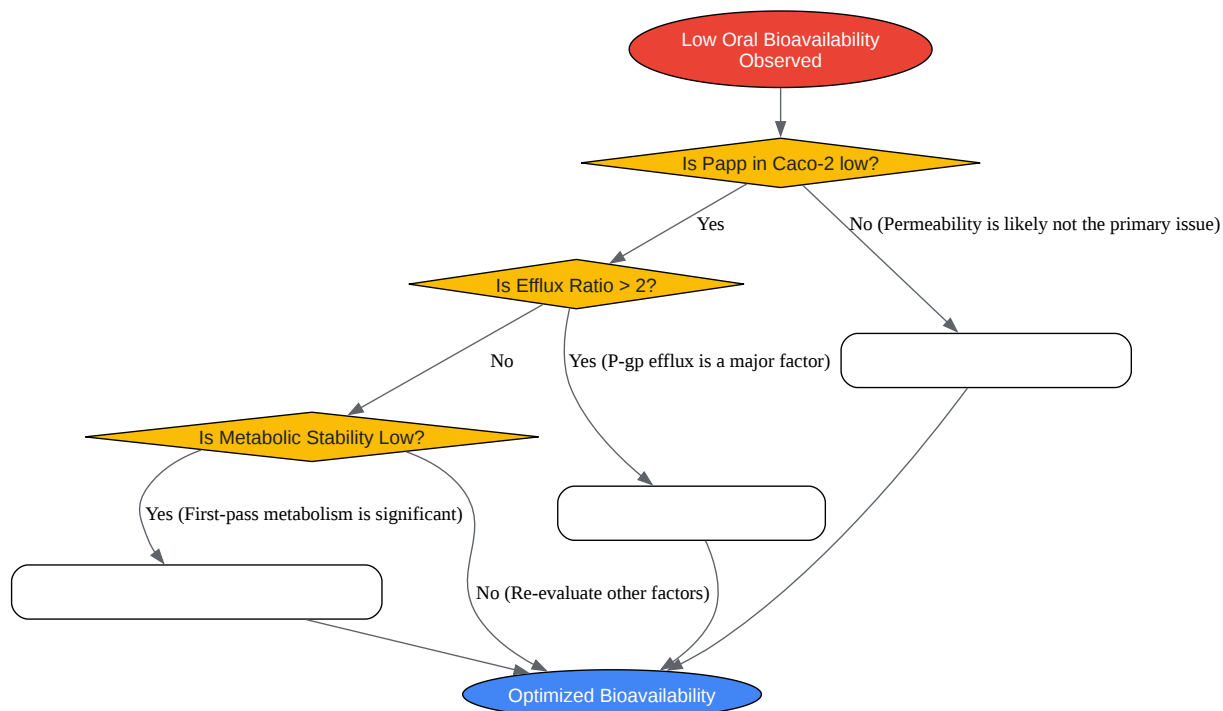 Low Oral Bioavailability
Observed
Is Papp in Caco-2 low?
Yes
No (Permeability is likely not the primary issue)
Is Efflux Ratio > 2?
No
Yes (P-gp efflux is a major factor)
Is Metabolic Stability Low?
Yes (First-pass metabolism is significant)
No (Re-evaluate other factors)
Optimized Bioavailability